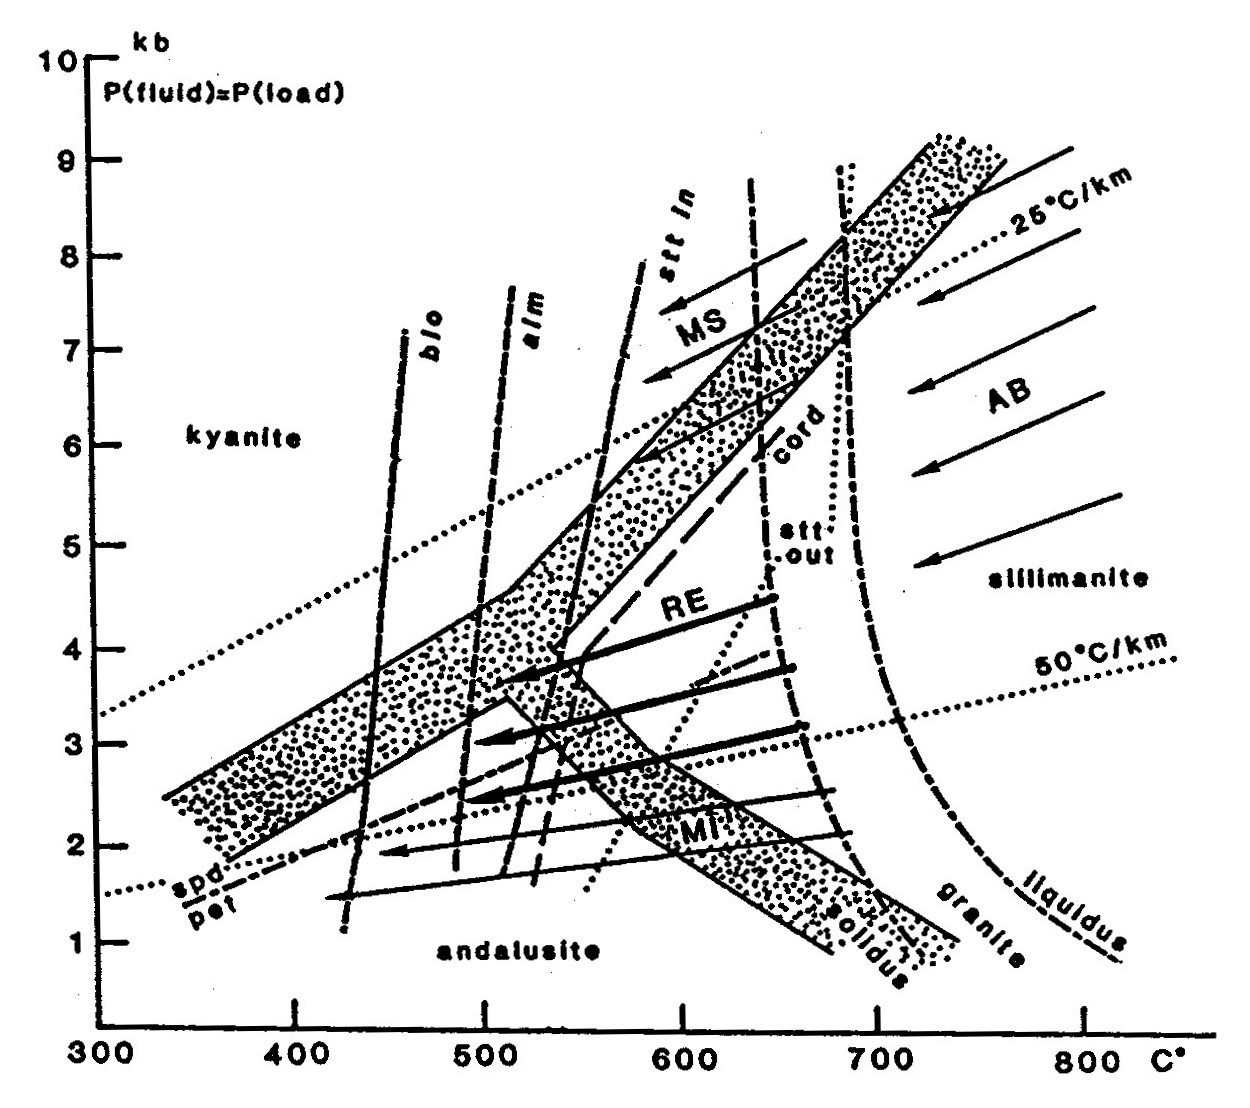 kb
10
P(fluid)=P(load)
9
25°C/km
8
stt in
alm
bio
7
MS
AB
6
kyanite
cord
5
stt
out
sillimanite
RE
4
50°C/km
3
2
MI
spd
pet
liquidus
granite
solidus
1
andalusite
300
400
500
600
700
800
C°